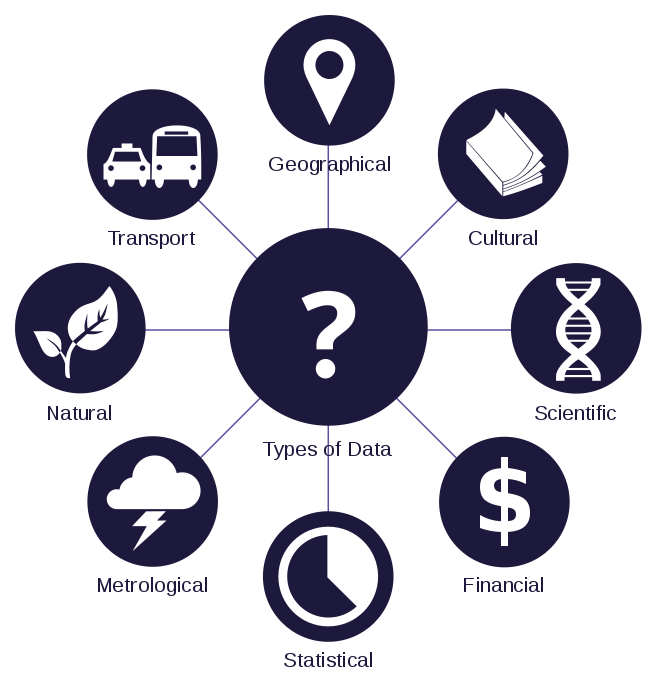 Geographical
Transport
Cultural
?
Natural
Scientific
Types of Data
$
Metrological
Financial
Statistical